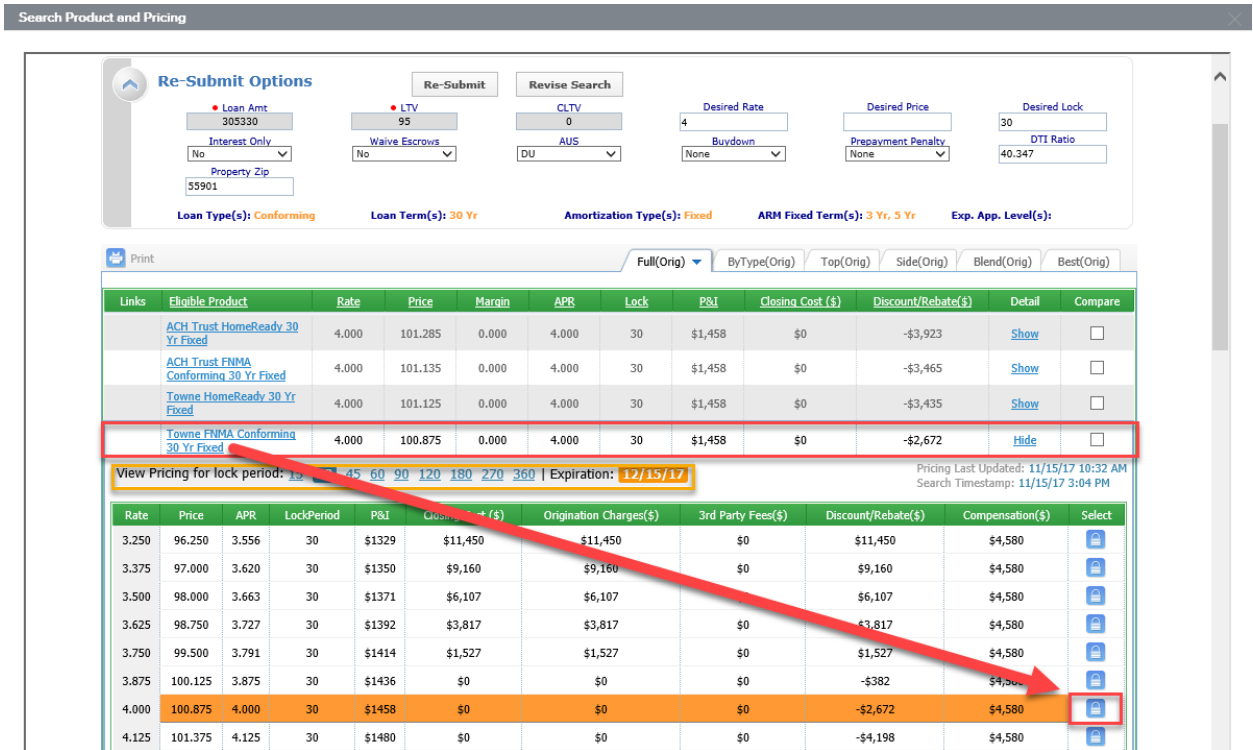 Search Product and Pricing
Re-Submit Options Re-Submit Revise Search
Loan Amt LTV CLTV Desired Rate Desired Price Desired Lock
305330 95 0 4 30
Interest Only Waive Escrows AUS Buydown Prepayment Penalty DTI Ratio
No No DU None None 40.347
Property Zip
55901
Loan Type(s): Conforming Loan Term(s): 30 Yr Amortization Type(s): Fixed ARM Fixed Term(s): 3 Yr, 5 Yr Exp. App. Level(s):
Print Full(Orig) ByType(Orig) Top(Orig) Side(Orig) Blend(Orig) Best(Orig)
Links Eligible Product Rate Price Margin APR Lock P&I Closing Cost ($) Discount/Rebate($) Detail Compare
ACH Trust HomeReady 30
Yr Fixed 4.000 101.285 0.000 4.000 30 $1,458 $0 -$3,923 Show
ACH Trust FNMA
Conforming 30 Yr Fixed 4.000 101.135 0.000 4.000 30 $1,458 $0 -$3,465 Show
Towne HomeReady 30 Yr
Fixed 4.000 101.125 0.000 4.000 30 $1,458 $0 -$3,435 Show
Towne FNMA Conforming
30 Yr Fixed 4.000 100.875 0.000 4.000 30 $1,458 $0 -$2,672 Hide
View Pricing for lock period: 15 45 60 90 120 180 270 360 | Expiration: 12/15/17
Pricing Last Updated: 11/15/17 10:32 AM
Search Timestamp: 11/15/17 3:04 PM
Rate Price APR LockPeriod P&I Closing Cost ($) Origination Charges($) 3rd Party Fees($) Discount/Rebate($) Compensation($) Select
3.250 96.250 3.556 30 $1329 $11,450 $11,450 $0 $11,450 $4,580
3.375 97.000 3.620 30 $1350 $9,160 $9,160 $0 $9,160 $4,580
3.500 98.000 3.663 30 $1371 $6,107 $6,107 $6,107 $4,580
3.625 98.750 3.727 30 $1392 $3,817 $3,817 $0 $3,817 $4,580
3.750 99.500 3.791 30 $1414 $1,527 $1,527 $0 $1,527 $4,580
3.875 100.125 3.875 30 $1436 $0 $0 $0 -$382 $4,580
4.000 100.875 4.000 30 $1458 $0 $0 $0 -$2,672 $4,580
4.125 101.375 4.125 30 $1480 $0 $0 $0 -$4,198 $4,580